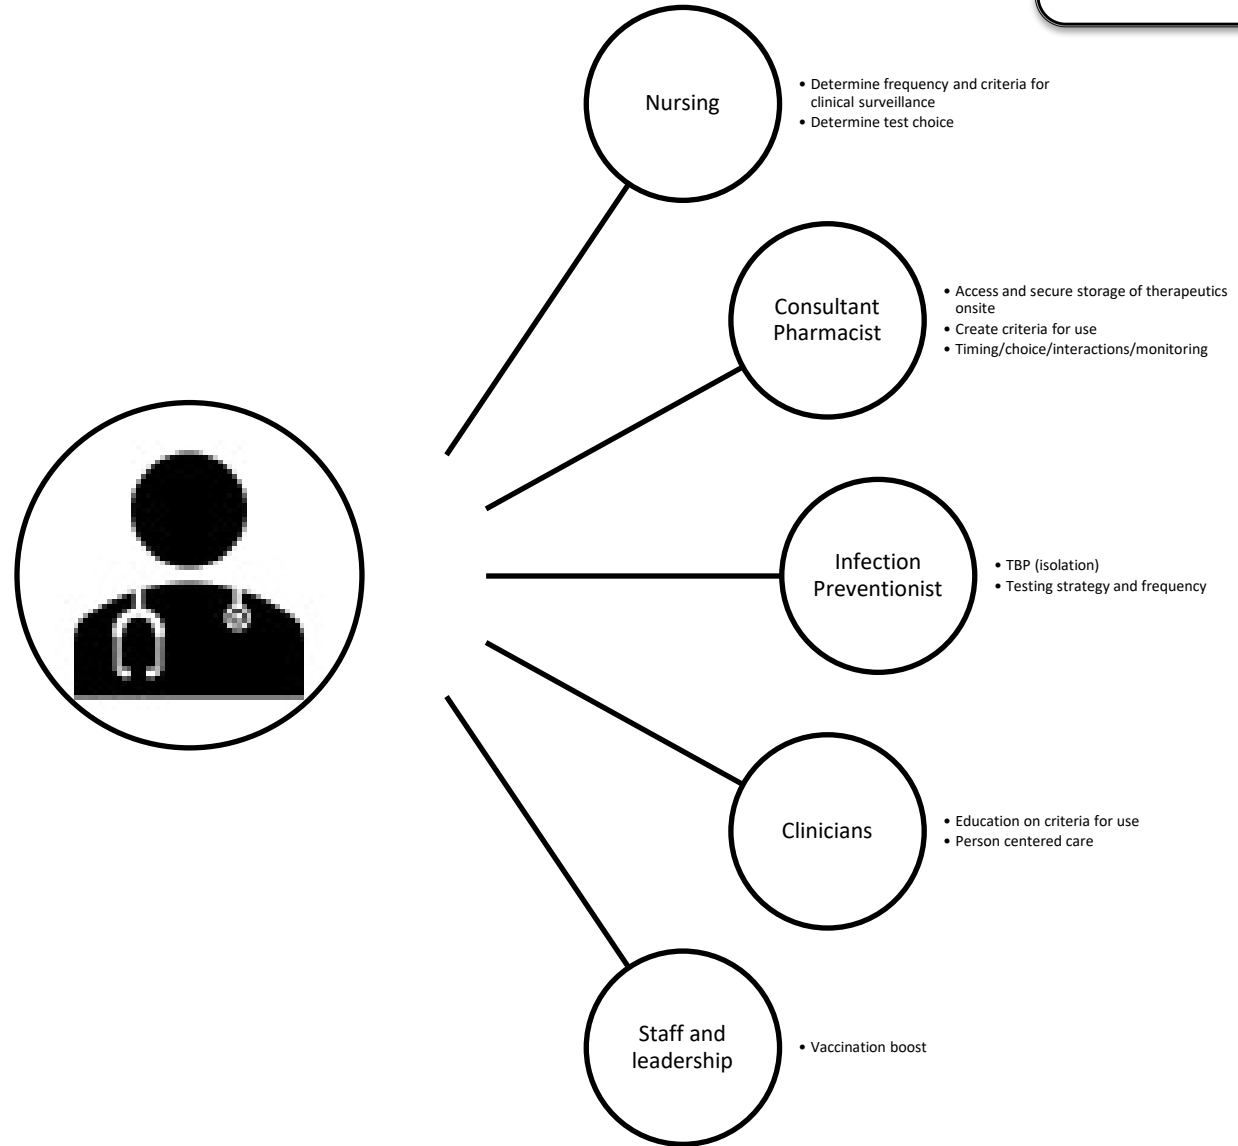 Nursing
• Determine frequency and criteria for
clinical surveillance
• Determine test choice
Consultant
Pharmacist
• Access and secure storage of therapeutics
onsite
• Create criteria for use
• Timing/choice/interactions/monitoring
Infection
Preventionist
• TBP (isolation)
• Testing strategy and frequency
Clinicians
• Education on criteria for use
• Person centered care
Staff and
leadership
• Vaccination boost